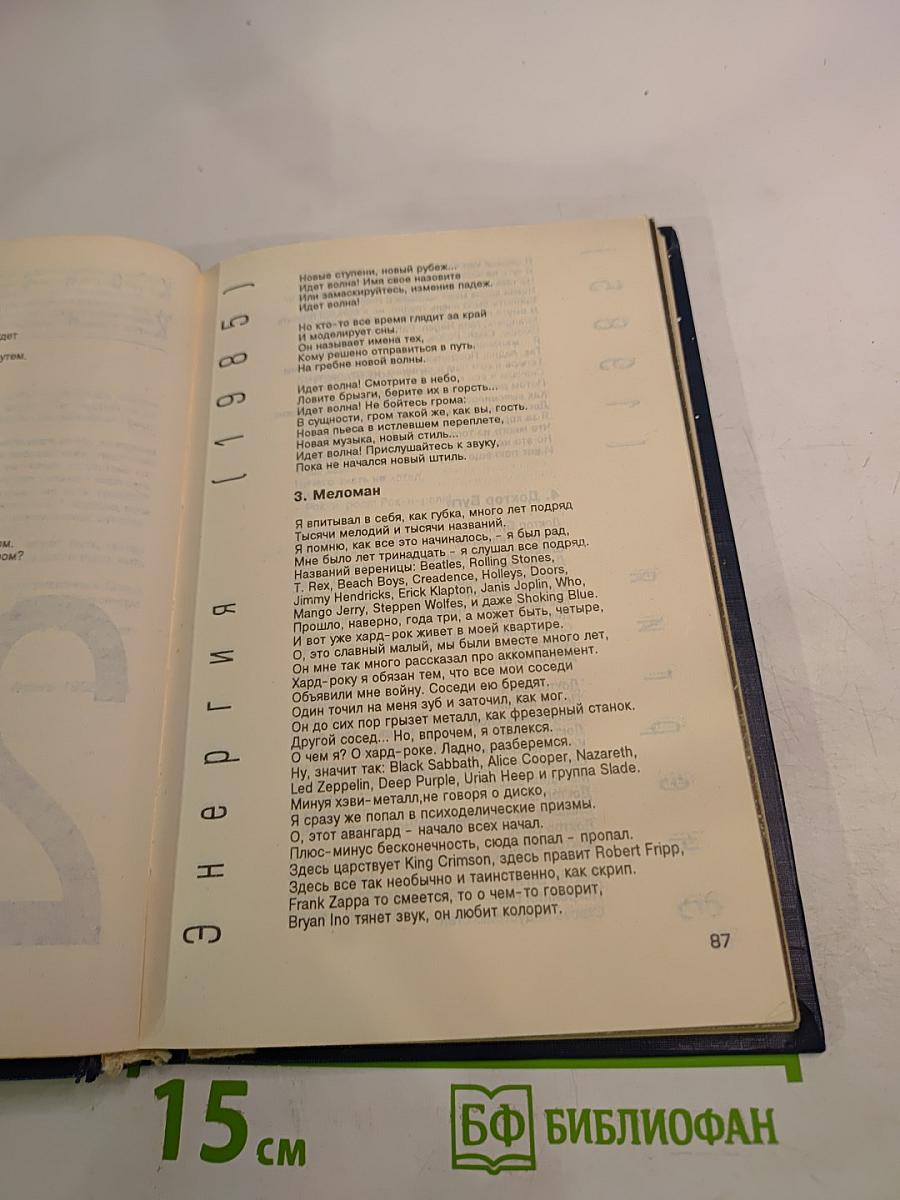 дет
утем.
ом.
ром?
2
Энергия (1985)
Новые ступени, новый рубеж...
Идет волна! Имя свое назовите
Или замаскируйтесь, изменив падеж.
Идет волна!
Но кто-то все время глядит за край
И моделирует сны.
Он называет имена тех,
Кому решено отправиться в путь.
На гребне новой волны.
Идет волна! Смотрите в небо,
Ловите брызги, берите их в горсть...
Идет волна! Не бойтесь грома:
В сущности, гром такой же, как вы, гость.
Новая пьеса в истлевшем переплете,
Новая музыка, новый стиль...
Идет волна! Прислушайтесь к звуку,
Пока не начался новый штиль.
3. Меломан
Я впитывал в себя, как губка, много лет подряд
Тысячи мелодий и тысячи названий.
Я помню, как все это начиналось, - я был рад,
Мне было лет тринадцать - я слушал все подряд.
Названий вереницы: Beatles, Rolling Stones,
T. Rex, Beach Boys, Creadence, Holleys, Doors,
Jimmy Hendricks, Erick Klapton, Janis Joplin, Who,
Mango Jerry, Steppen Wolfes, и даже Shoking Blue.
Прошло, наверно, года три, а может быть, четыре,
И вот уже хард-рок живет в моей квартире.
О, это славный малый, мы были вместе много лет,
Он мне так много рассказал про аккомпанемент.
Хард-року я обязан тем, что все мои соседи
Объявили мне войну. Соседи ею бредят.
Один точил на меня зуб и заточил, как мог.
Он до сих пор грызет металл, как фрезерный станок.
Другой сосед... Но, впрочем, я отвлекся.
О чем я? О хард-роке. Ладно, разберемся.
Ну, значит так: Black Sabbath, Alice Cooper, Nazareth,
Led Zeppelin, Deep Purple, Uriah Heep и группа Slade.
Минуя хэви-металл,не говоря о диско,
Я сразу же попал в психоделические призмы.
О, этот авангард - начало всех начал.
Плюс-минус бесконечность, сюда попал - пропал.
Здесь царствует King Crimson, здесь правит Robert Fripp,
Здесь все так необычно и таинственно, как скрип.
Frank Zappa то смеется, то о чем-то говорит,
Bryan Ino тянет звук, он любит колорит.
87
15 см
БФ БИБЛИОФАН